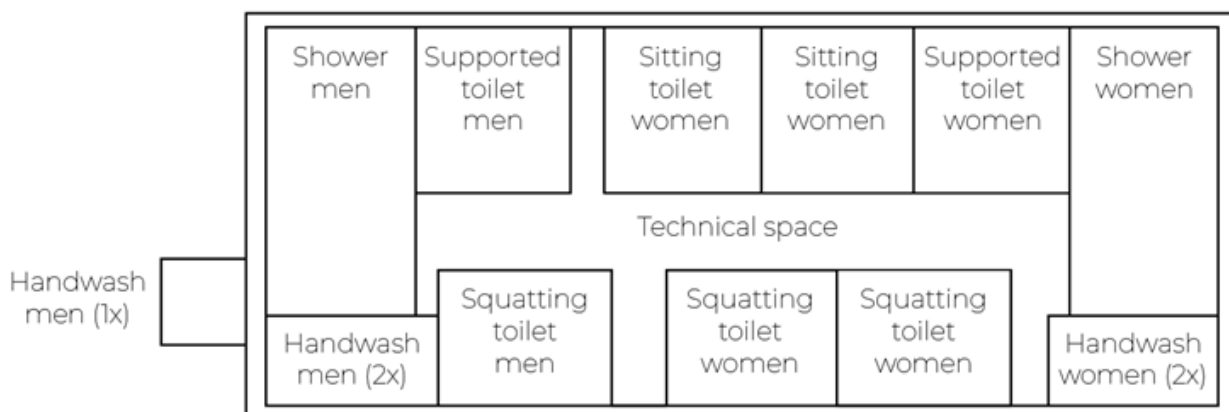 Shower
men
Supported
toilet
men
Sitting
toilet
women
Sitting
toilet
women
Supported
toilet
women
Shower
women
Technical space
Handwash
men (1x)
Handwash
men (2x)
Squatting
toilet
men
Squatting
toilet
women
Squatting
toilet
women
Handwash
women (2x)